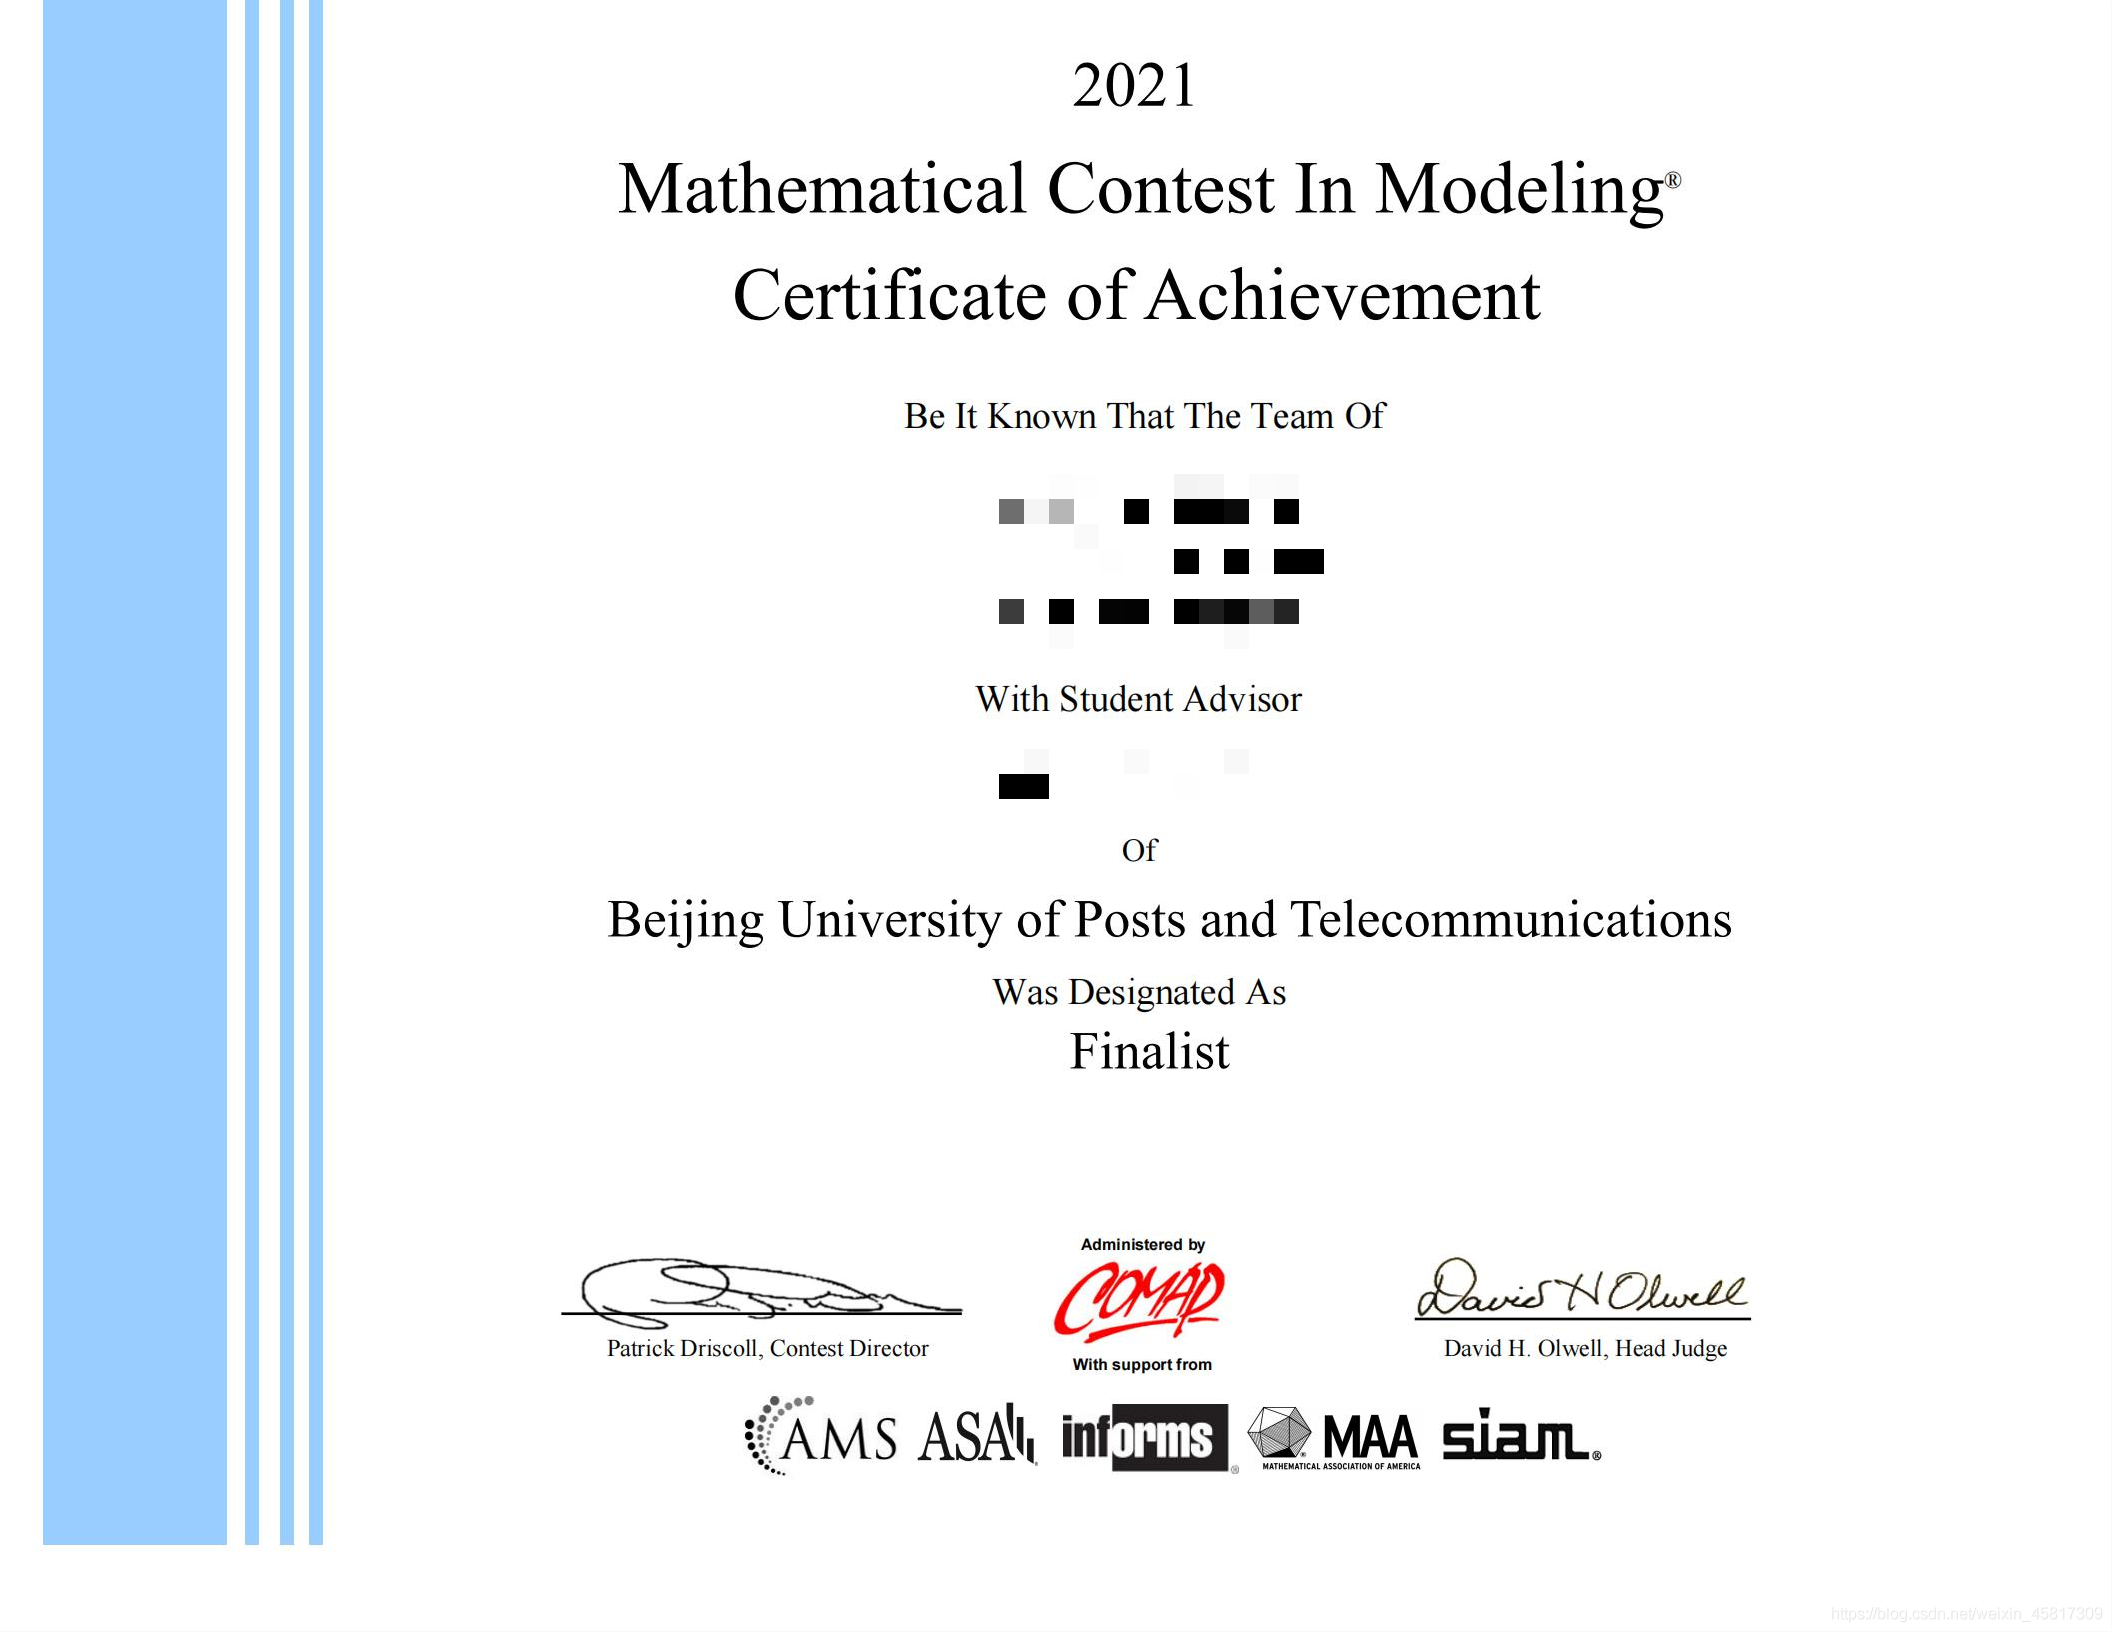 2021
Mathematical Contest In Modeling®
Certificate of Achievement
Be It Known That The Team Of
With Student Advisor
Of
Beijing University of Posts and Telecommunications
Was Designated As
Finalist
Administered by
COMAP
David H Olwell
Patrick Driscoll, Contest Director
With support from
David H. Olwell, Head Judge
AMS ASA informs® MAA siam®
MATHEMATICAL ASSOCIATION OF AMERICA
https://blog.csdn.net/weixin_45817309